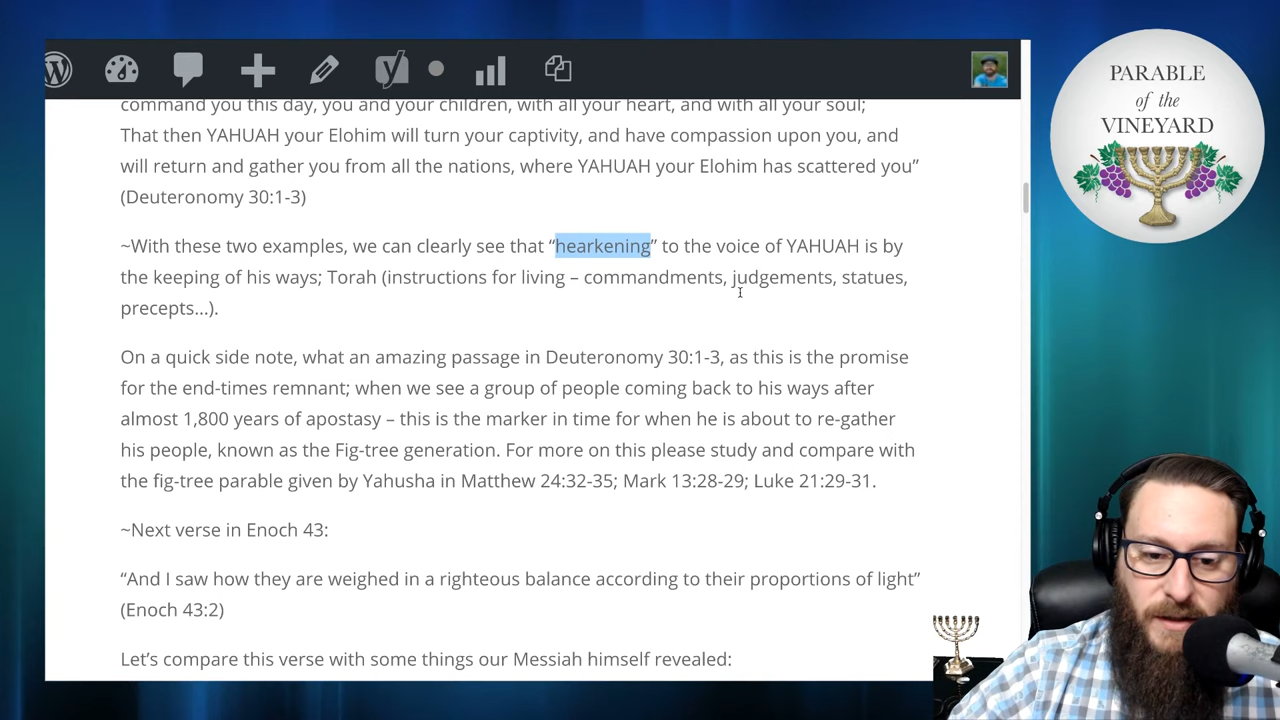 command you this day, you and your children, with all your heart, and with all your soul;
That then YAHUAH your Elohim will turn your captivity, and have compassion upon you, and
will return and gather you from all the nations, where YAHUAH your Elohim has scattered you”
(Deuteronomy 30:1-3)
~With these two examples, we can clearly see that “hearkening” to the voice of YAHUAH is by
the keeping of his ways; Torah (instructions for living – commandments, judgements, statues,
precepts…).
On a quick side note, what an amazing passage in Deuteronomy 30:1-3, as this is the promise
for the end-times remnant; when we see a group of people coming back to his ways after
almost 1,800 years of apostasy – this is the marker in time for when he is about to re-gather
his people, known as the Fig-tree generation. For more on this please study and compare with
the fig-tree parable given by Yahusha in Matthew 24:32-35; Mark 13:28-29; Luke 21:29-31.
~Next verse in Enoch 43:
“And I saw how they are weighed in a righteous balance according to their proportions of light”
(Enoch 43:2)
Let’s compare this verse with some things our Messiah himself revealed:
PARABLE
of the
VINEYARD